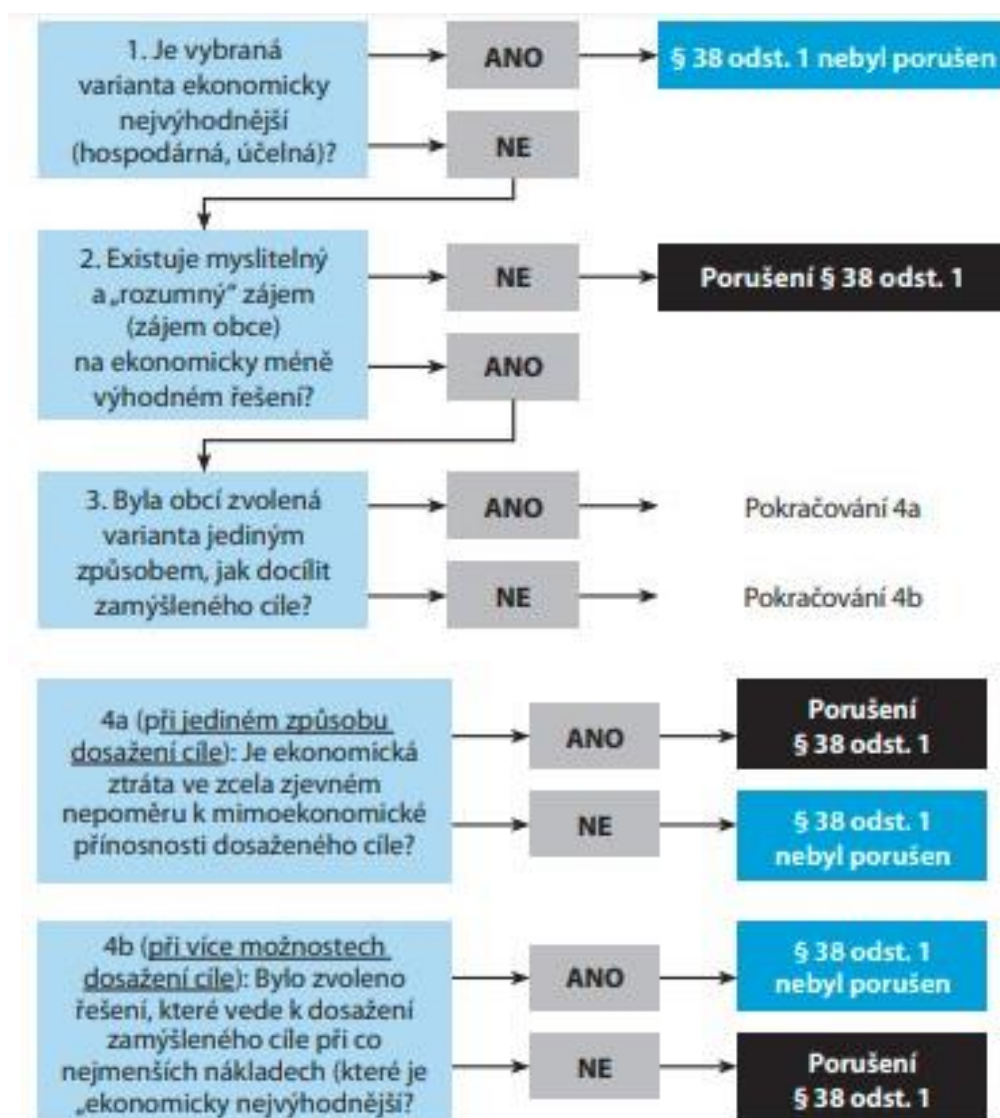 1. Je vybraná
varianta ekonomicky
nejvýhodnější
(hospodárná, účelná)?
ANO
§ 38 odst. 1 nebyl porušen
NE
2. Existuje myslitelný
a „rozumný“ zájem
(zájem obce)
na ekonomicky méně
výhodném řešení?
NE
Porušení § 38 odst. 1
ANO
3. Byla obcí zvolená
varianta jediným
způsobem, jak docílit
zamýšleného cíle?
ANO
Pokračování 4a
NE
Pokračování 4b
4a (při jediném způsobu
dosažení cíle): Je ekonomická
ztráta ve zcela zjevném
nepoměru k mimoekonomické
přínosnosti dosaženého cíle?
ANO
Porušení
§ 38 odst. 1
NE
§ 38 odst. 1
nebyl porušen
4b (při více možnostech
dosažení cíle): Bylo zvoleno
řešení, které vede k dosažení
zamýšleného cíle při co
nejmenších nákladech (které je
„ekonomicky nejvýhodnější?
ANO
§ 38 odst. 1
nebyl porušen
NE
Porušení
§ 38 odst. 1